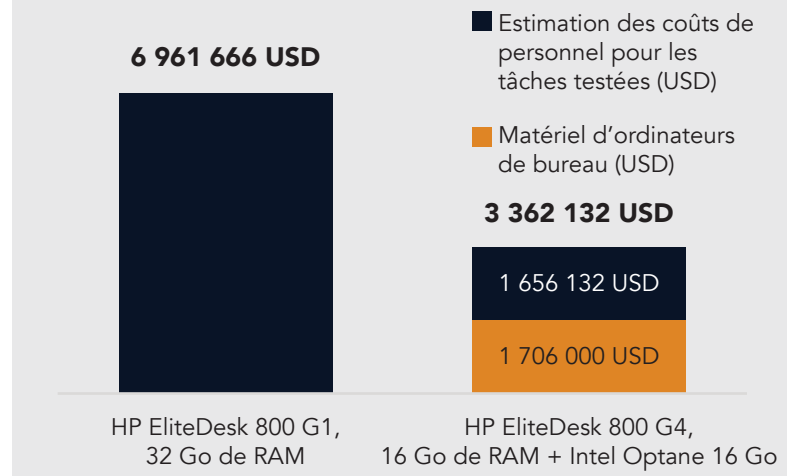 Estimation des coûts de
personnel pour les
tâches testées (USD)
Matériel d’ordinateurs
de bureau (USD)
6 961 666 USD
3 362 132 USD
1 656 132 USD
1 706 000 USD
HP EliteDesk 800 G1,
32 Go de RAM
HP EliteDesk 800 G4,
16 Go de RAM + Intel Optane 16 Go